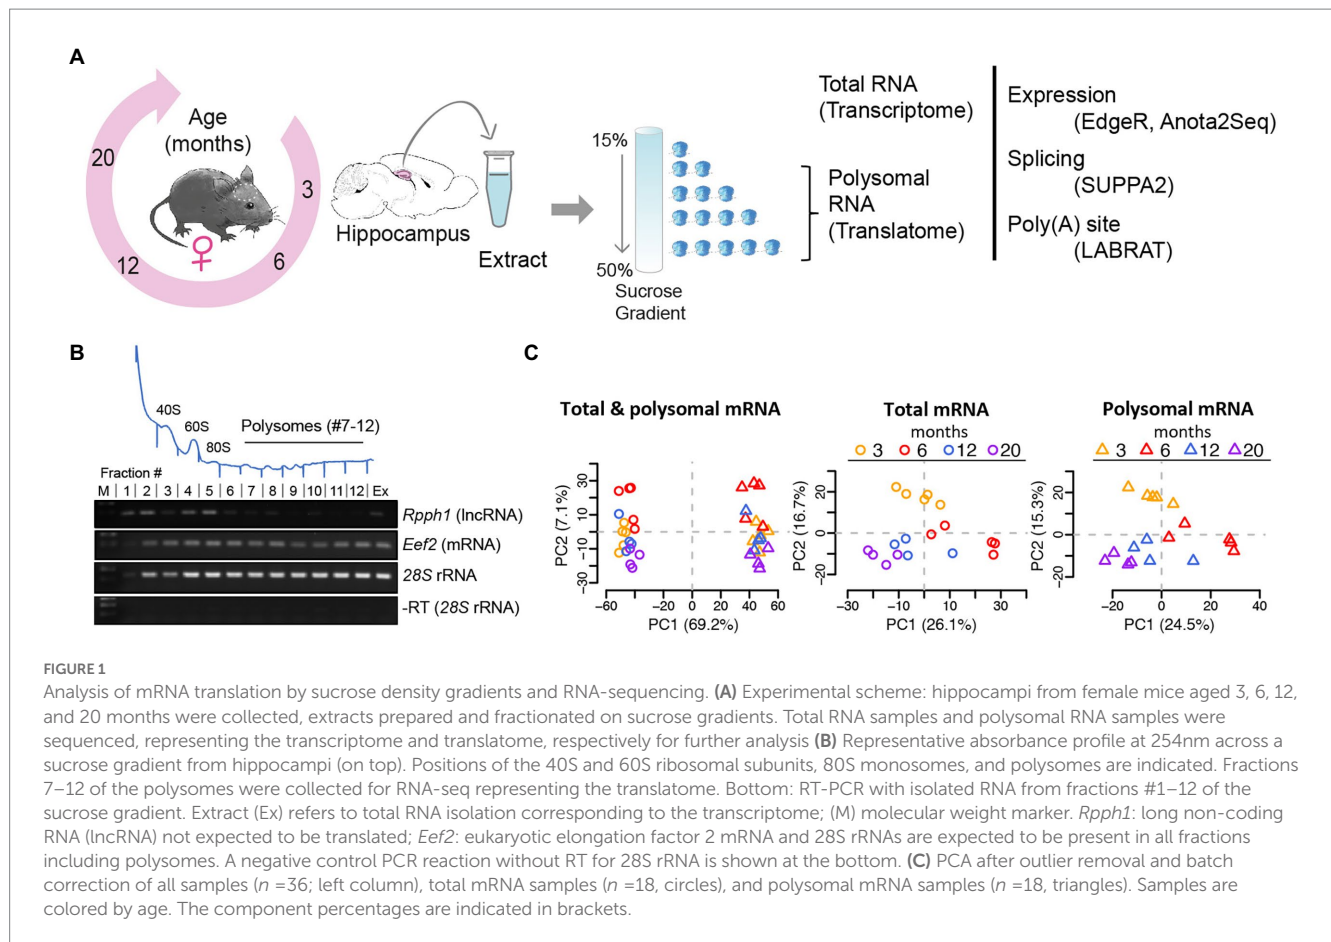 A
Age
(months)
20
3
12
6
Hippocampus
Extract
15%
50%
Sucrose
Gradient
Total RNA
(Transcriptome)
Polysomal
RNA
(Translatome)
Expression
(EdgeR, Anota2Seq)
Splicing
(SUPPA2)
Poly(A) site
(LABRAT)
B
40S
60S
80S
Polysomes (#7-12)
Fraction #
M 1 2 3 4 5 6 7 8 9 10 11 12 Ex
Rpph1 (lncRNA)
Eef2 (mRNA)
28S rRNA
-RT (28S rRNA)
C
Total & polysomal mRNA
PC2 (7.1%)
30
10
−10
−30
−60 −20 20 40 60
PC1 (69.2%)
Total mRNA
months
3 6 12 20
PC2 (16.7%)
20
0
−20
−30 −10 10 30
PC1 (26.1%)
Polysomal mRNA
months
3 6 12 20
PC2 (15.3%)
20
0
−20
−20 0 20 40
PC1 (24.5%)
FIGURE 1
Analysis of mRNA translation by sucrose density gradients and RNA-sequencing. (A) Experimental scheme: hippocampi from female mice aged 3, 6, 12,
and 20 months were collected, extracts prepared and fractionated on sucrose gradients. Total RNA samples and polysomal RNA samples were
sequenced, representing the transcriptome and translatome, respectively for further analysis (B) Representative absorbance profile at 254nm across a
sucrose gradient from hippocampi (on top). Positions of the 40S and 60S ribosomal subunits, 80S monosomes, and polysomes are indicated. Fractions
7–12 of the polysomes were collected for RNA-seq representing the translatome. Bottom: RT-PCR with isolated RNA from fractions #1–12 of the
sucrose gradient. Extract (Ex) refers to total RNA isolation corresponding to the transcriptome; (M) molecular weight marker. Rpph1: long non-coding
RNA (lncRNA) not expected to be translated; Eef2: eukaryotic elongation factor 2 mRNA and 28S rRNAs are expected to be present in all fractions
including polysomes. A negative control PCR reaction without RT for 28S rRNA is shown at the bottom. (C) PCA after outlier removal and batch
correction of all samples (n =36; left column), total mRNA samples (n =18, circles), and polysomal mRNA samples (n =18, triangles). Samples are
colored by age. The component percentages are indicated in brackets.